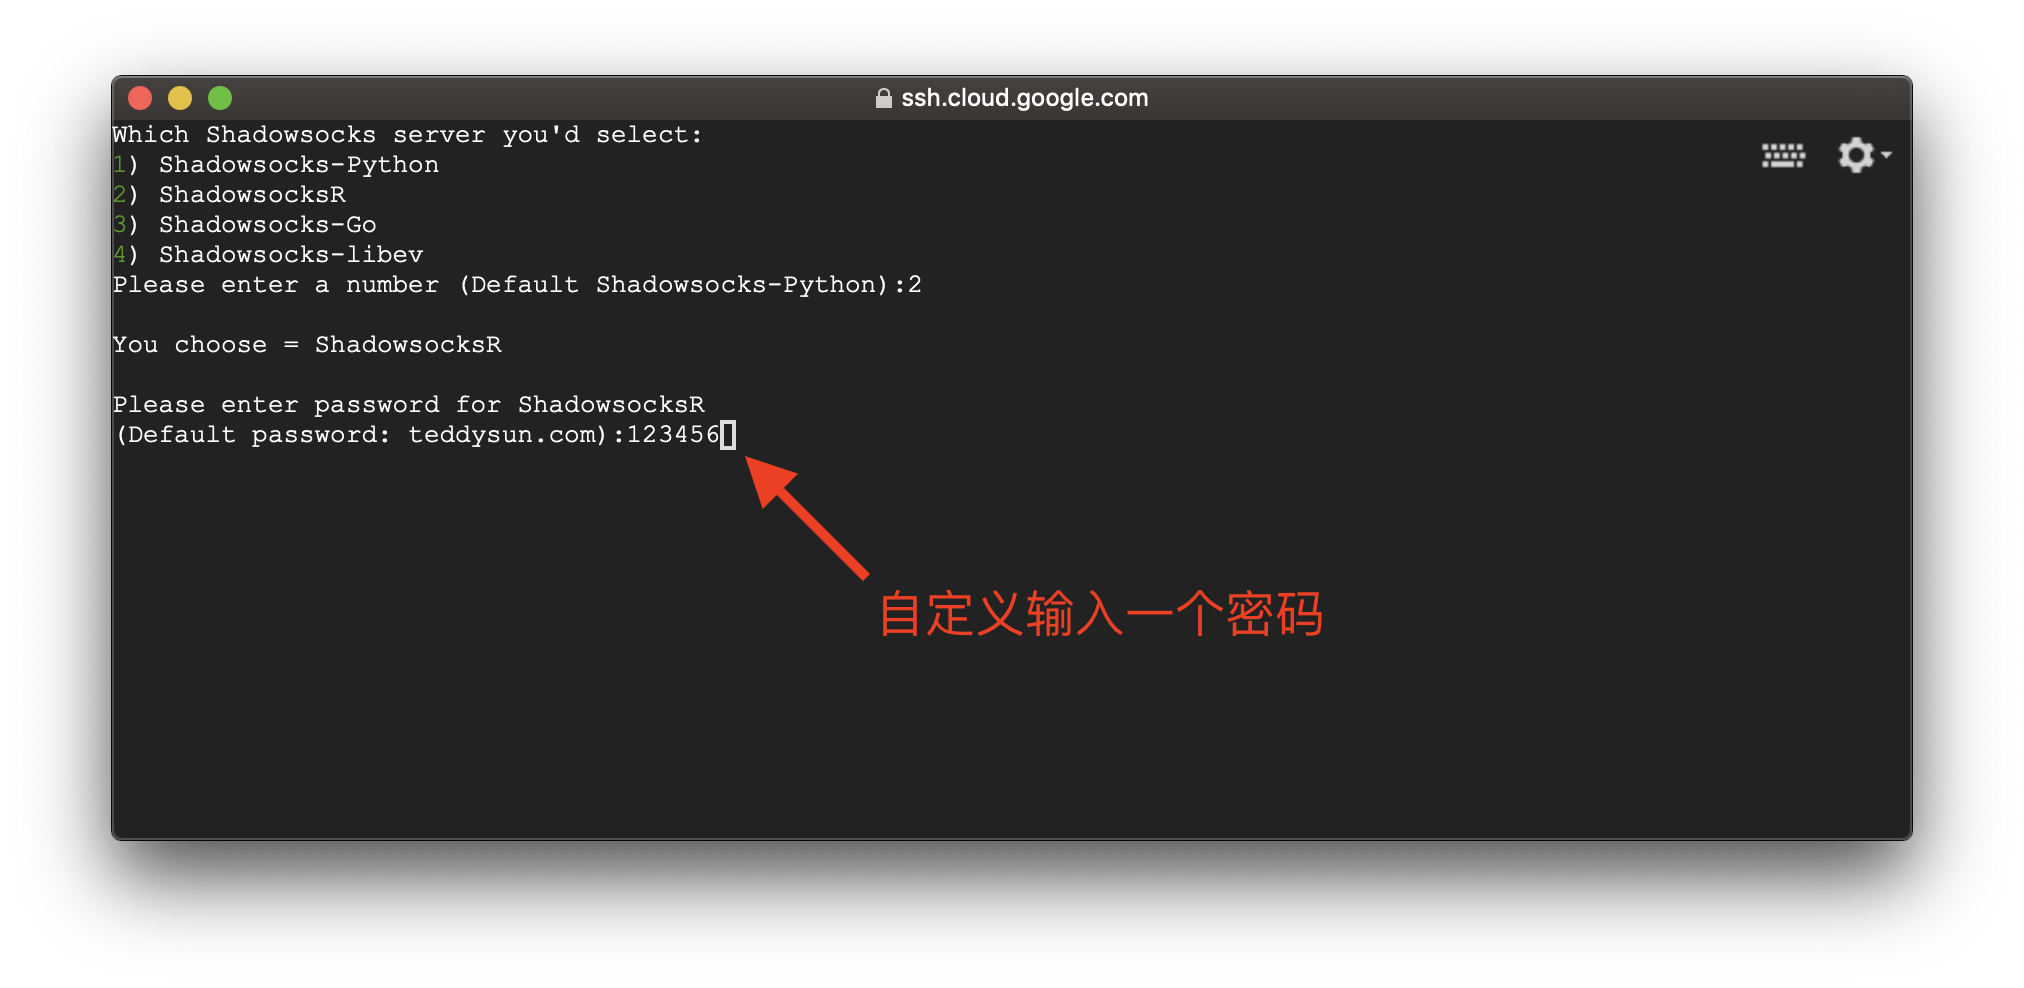 ssh.cloud.google.com
Which Shadowsocks server you'd select:
1) Shadowsocks-Python
2) ShadowsocksR
3) Shadowsocks-Go
4) Shadowsocks-libev
Please enter a number (Default Shadowsocks-Python):2
You choose = ShadowsocksR
Please enter password for ShadowsocksR
(Default password: teddysun.com):123456
自定义输入一个密码